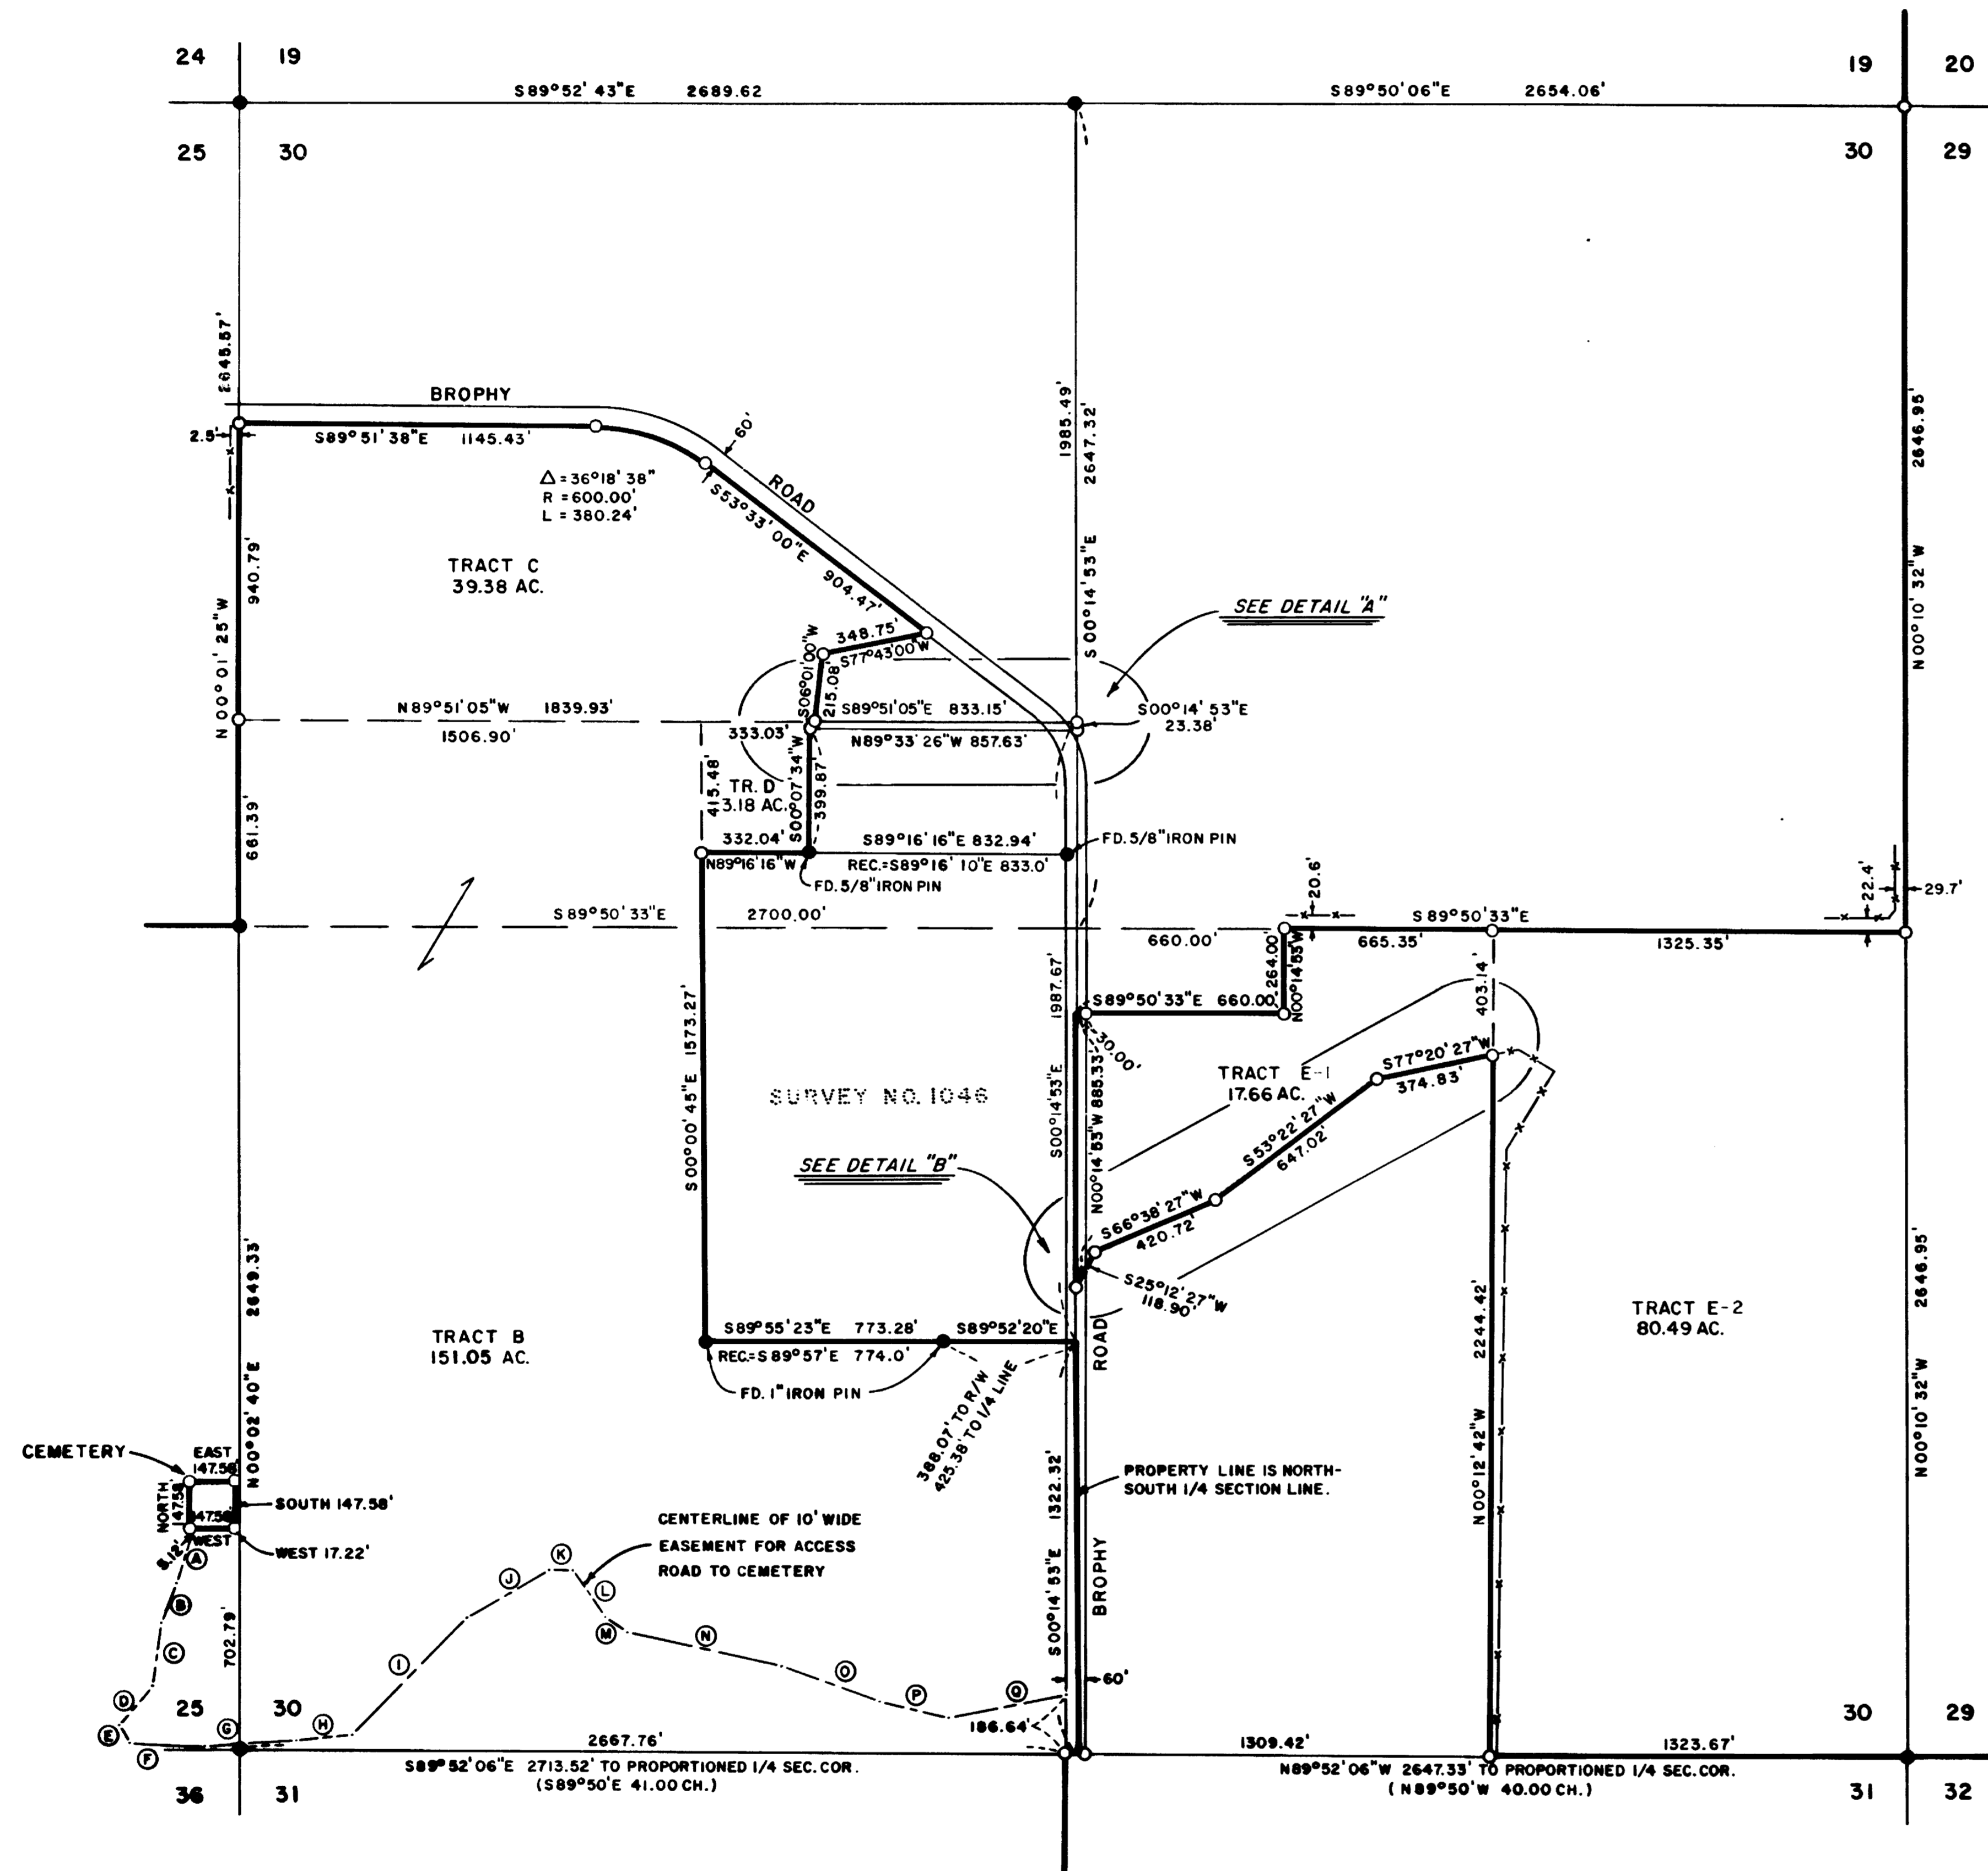 24
19
19
20
S89°52'43"E 2689.62
S89°50'06"E 2654.06'
25
30
30
29
2645.57'
1985.49'
2647.32'
2646.95'
BROPHY
ROAD
60'
2.5'
S89°51'38"E 1145.43'
△=36°18'38"
R =600.00'
L =380.24'
S53°33'00"E 904.47'
TRACT C
39.38 AC.
940.79'
N00°01'25"W
S00°14'53"E
N00°10'32"W
SEE DETAIL "A"
348.75'
S77°43'00"W
S06°01'00"W
215.08'
N89°51'05"W 1839.93'
1506.90'
333.03'
S89°51'05"E 833.15'
N89°33'26"W 857.63'
S00°14'53"E
23.38'
661.39'
415.48'
TR. D
3.18 AC.
S00°07'34"W
399.87'
332.04'
N89°16'16"W
S89°16'16"E 832.94'
REC.=S89°16'10"E 833.0'
FD. 5/8" IRON PIN
FD. 5/8" IRON PIN
S89°50'33"E 2700.00'
660.00'
20.6'
S89°50'33"E
665.35'
1325.35'
22.4'
29.7'
264.00'
N00°14'53"W
403.14'
1987.67'
S89°50'33"E 660.00'
30.00'
S00°00'45"E 1573.27'
SURVEY NO. 1046
S00°14'53"E
N00°14'53"W 885.33'
TRACT E-1
17.66 AC.
S77°20'27"W
374.83'
S53°22'27"W
647.02'
SEE DETAIL "B"
S66°38'27"W
420.72'
S25°12'27"W
118.90'
2649.33'
N00°02'40"E
TRACT B
151.05 AC.
S89°55'23"E 773.28'
REC.=S89°57'E 774.0'
S89°52'20"E
FD. 1" IRON PIN
388.07' TO R/W
425.38' TO 1/4 LINE
ROAD
2244.42'
N00°12'42"W
TRACT E-2
80.49 AC.
2646.95'
N00°10'32"W
CEMETERY
EAST
147.58'
NORTH
147.58'
147.58'
WEST
SOUTH 147.58'
WEST 17.22'
5.12'
CENTERLINE OF 10' WIDE
EASEMENT FOR ACCESS
ROAD TO CEMETERY
1322.32'
S00°14'53"E
PROPERTY LINE IS NORTH-
SOUTH 1/4 SECTION LINE.
BROPHY
A
B
C
D
E
F
G
H
I
J
K
L
M
N
O
P
Q
702.79'
25
30
186.64'
60'
30
29
2667.76'
S89°52'06"E 2713.52' TO PROPORTIONED 1/4 SEC. COR.
(S89°50'E 41.00 CH.)
1309.42'
1323.67'
N89°52'06"W 2647.33' TO PROPORTIONED 1/4 SEC. COR.
(N89°50'W 40.00 CH.)
36
31
31
32